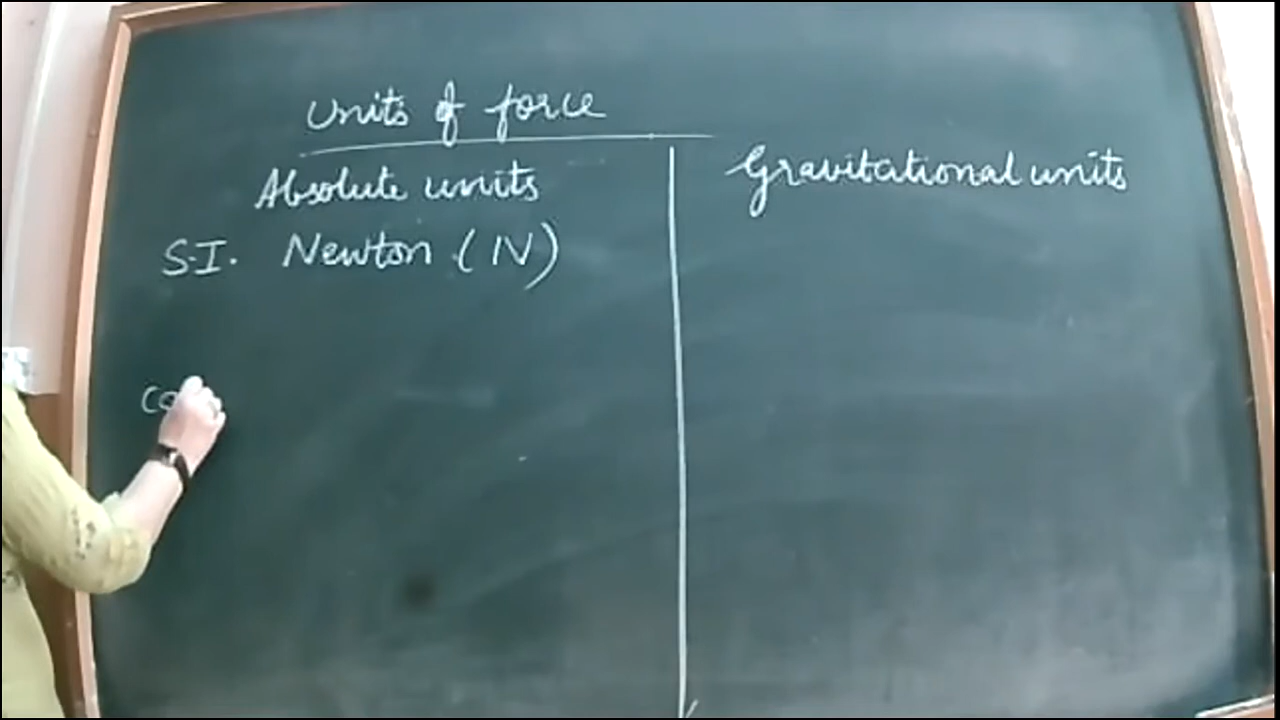 Units of force
Absolute units
Gravitational units
S.I. Newton (N)